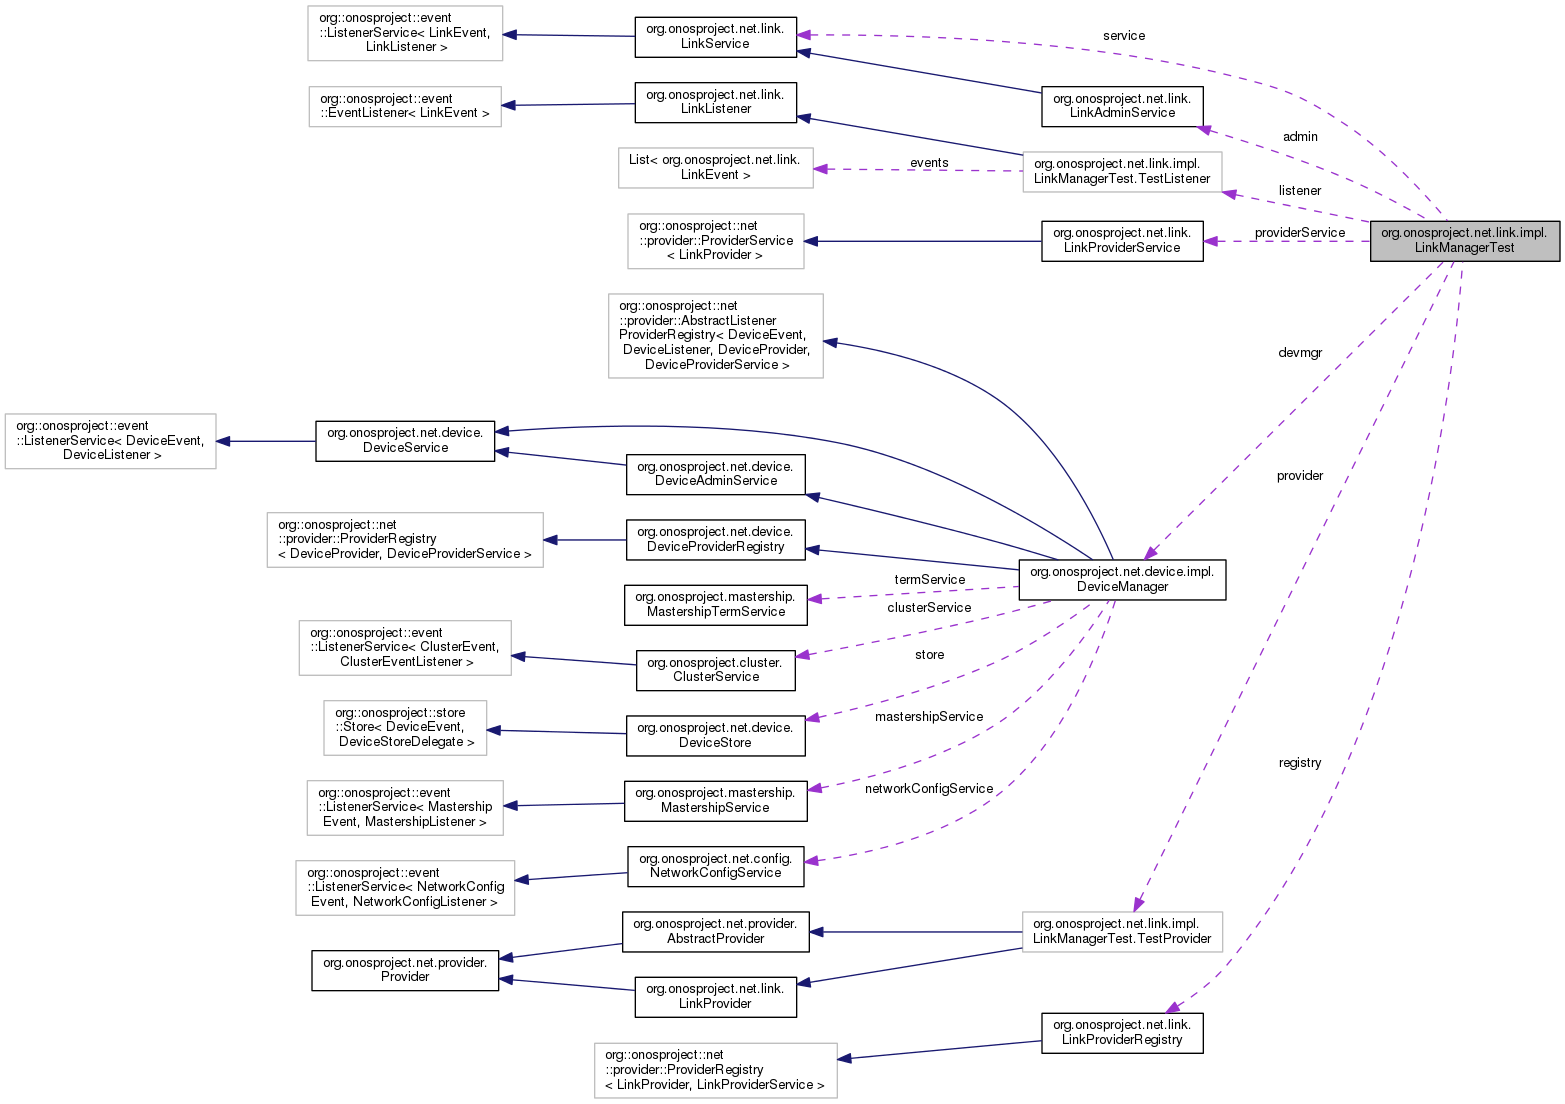 org::onosproject::event
::ListenerService< LinkEvent,
LinkListener >
org.onosproject.net.link.
LinkService
service
org::onosproject::event
::EventListener< LinkEvent >
org.onosproject.net.link.
LinkListener
org.onosproject.net.link.
LinkAdminService
admin
List< org.onosproject.net.link.
LinkEvent >
events
org.onosproject.net.link.impl.
LinkManagerTest.TestListener
listener
org::onosproject::net
::provider::ProviderService
< LinkProvider >
org.onosproject.net.link.
LinkProviderService
providerService
org.onosproject.net.link.impl.
LinkManagerTest
org::onosproject::net
::provider::AbstractListener
ProviderRegistry< DeviceEvent,
DeviceListener, DeviceProvider,
DeviceProviderService >
devmgr
org::onosproject::event
::ListenerService< DeviceEvent,
DeviceListener >
org.onosproject.net.device.
DeviceService
org.onosproject.net.device.
DeviceAdminService
provider
org::onosproject::net
::provider::ProviderRegistry
< DeviceProvider, DeviceProviderService >
org.onosproject.net.device.
DeviceProviderRegistry
org.onosproject.net.device.impl.
DeviceManager
termService
org.onosproject.mastership.
MastershipTermService
clusterService
org::onosproject::event
::ListenerService< ClusterEvent,
ClusterEventListener >
org.onosproject.cluster.
ClusterService
store
org::onosproject::store
::Store< DeviceEvent,
DeviceStoreDelegate >
org.onosproject.net.device.
DeviceStore
mastershipService
registry
org::onosproject::event
::ListenerService< Mastership
Event, MastershipListener >
org.onosproject.mastership.
MastershipService
networkConfigService
org::onosproject::event
::ListenerService< NetworkConfig
Event, NetworkConfigListener >
org.onosproject.net.config.
NetworkConfigService
org.onosproject.net.provider.
AbstractProvider
org.onosproject.net.link.impl.
LinkManagerTest.TestProvider
org.onosproject.net.provider.
Provider
org.onosproject.net.link.
LinkProvider
org.onosproject.net.link.
LinkProviderRegistry
org::onosproject::net
::provider::ProviderRegistry
< LinkProvider, LinkProviderService >